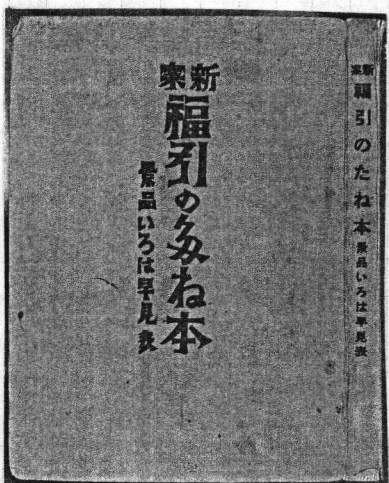 新案
福引の多ね本
景品いろは早見表
新案
福引のたね本
景品いろは早見表